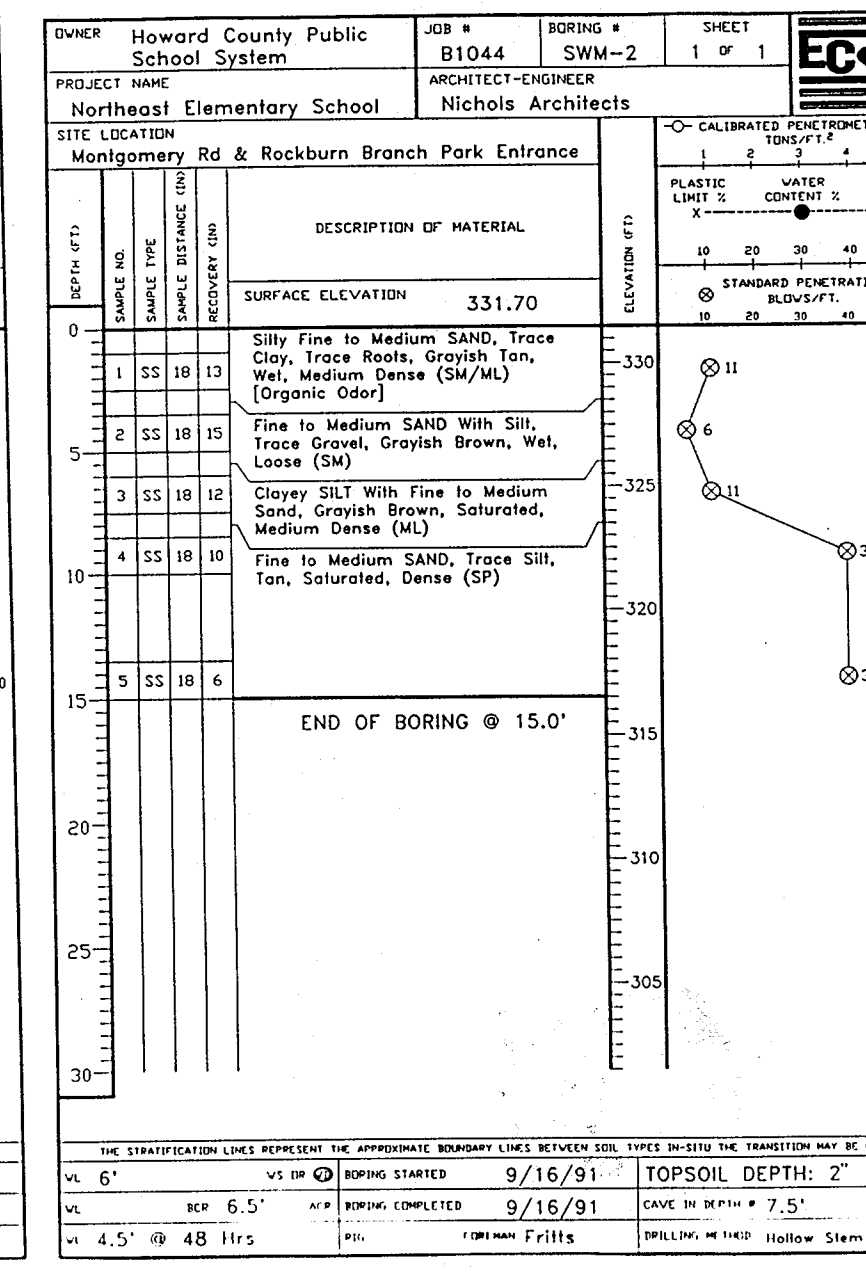 OWNER Howard County Public School System
JOB # B1044
BORING # SWM-2
SHEET 1 OF 1
EC
PROJECT NAME
Northeast Elementary School
ARCHITECT-ENGINEER
Nichols Architects
SITE LOCATION
Montgomery Rd & Rockburn Branch Park Entrance
CALIBRATED PENETROMET
TONS/FT.2
1 2 3 4
PLASTIC LIMIT %
WATER CONTENT %
X
10 20 30 40
STANDARD PENETRATI
BLOWS/FT.
10 20 30 40
DEPTH (FT)
SAMPLE NO.
SAMPLE TYPE
SAMPLE DISTANCE (IN)
RECOVERY (IN)
DESCRIPTION OF MATERIAL
SURFACE ELEVATION 331.70
ELEVATION (FT)
0
Silty Fine to Medium SAND, Trace
Clay, Trace Roots, Grayish Tan,
Wet, Medium Dense (SM/ML)
[Organic Odor]
1 SS 18 13
330
11
Fine to Medium SAND With Silt,
Trace Gravel, Grayish Brown, Wet,
Loose (SM)
2 SS 18 15
6
5
Clayey SILT With Fine to Medium
Sand, Grayish Brown, Saturated,
Medium Dense (ML)
3 SS 18 12
325
11
Fine to Medium SAND, Trace Silt,
Tan, Saturated, Dense (SP)
4 SS 18 10
3
10
320
5 SS 18 6
3
0
15
END OF BORING @ 15.0'
315
20
310
25
305
30
THE STRATIFICATION LINES REPRESENT THE APPROXIMATE BOUNDARY LINES BETWEEN SOIL TYPES IN-SITU THE TRANSITION MAY BE
WL 6' WS OR WD
BORING STARTED 9/16/91
TOPSOIL DEPTH: 2"
WL BCR 6.5' ACR
BORING COMPLETED 9/16/91
CAVE IN DEPTH @ 7.5'
WL 4.5' @ 48 Hrs
RIG FOREMAN Fritts
DRILLING METHOD Hollow Stem